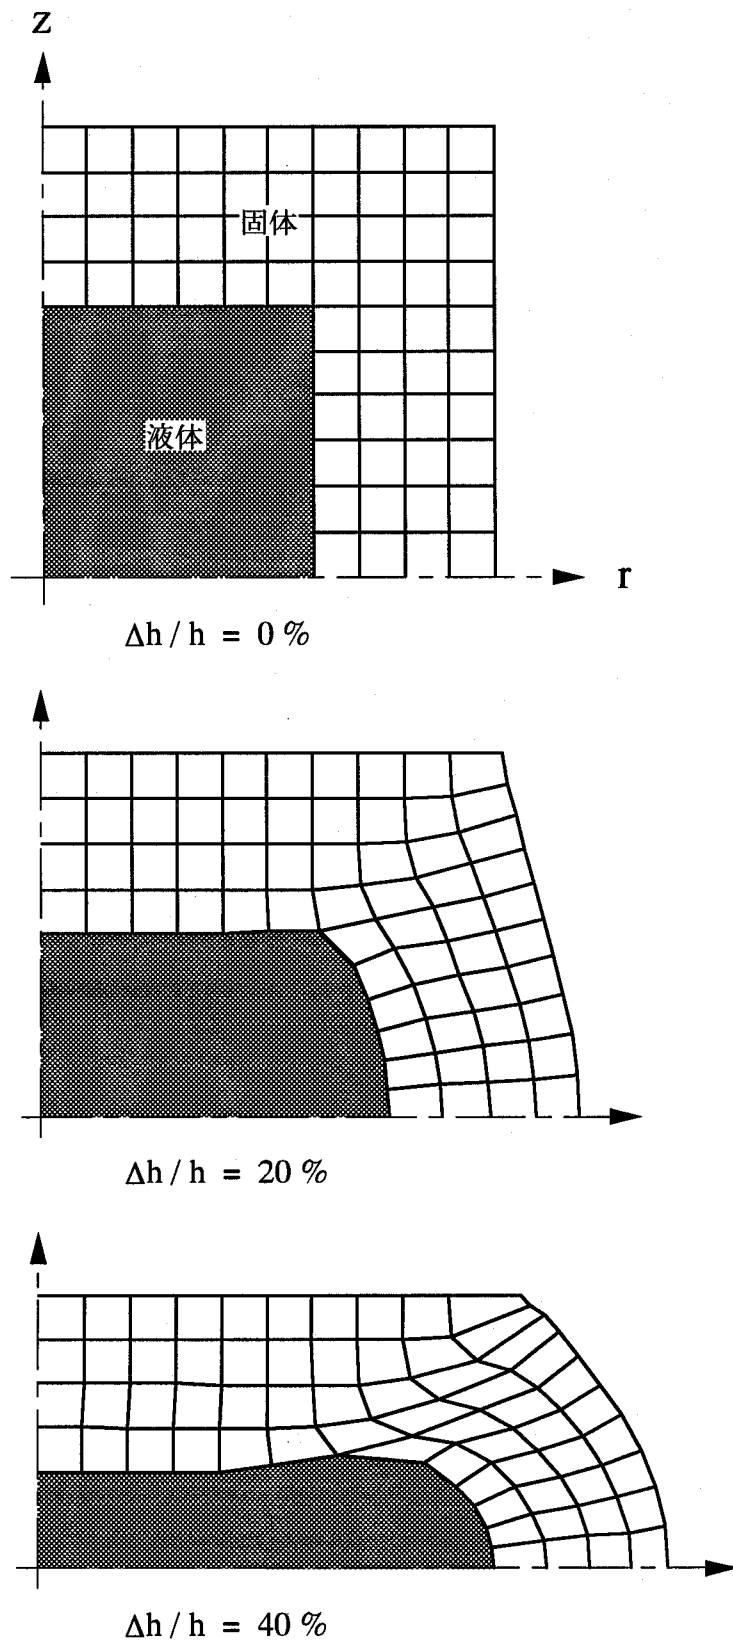 z
固体
液体
r
Δh / h = 0 %
Δh / h = 20 %
Δh / h = 40 %